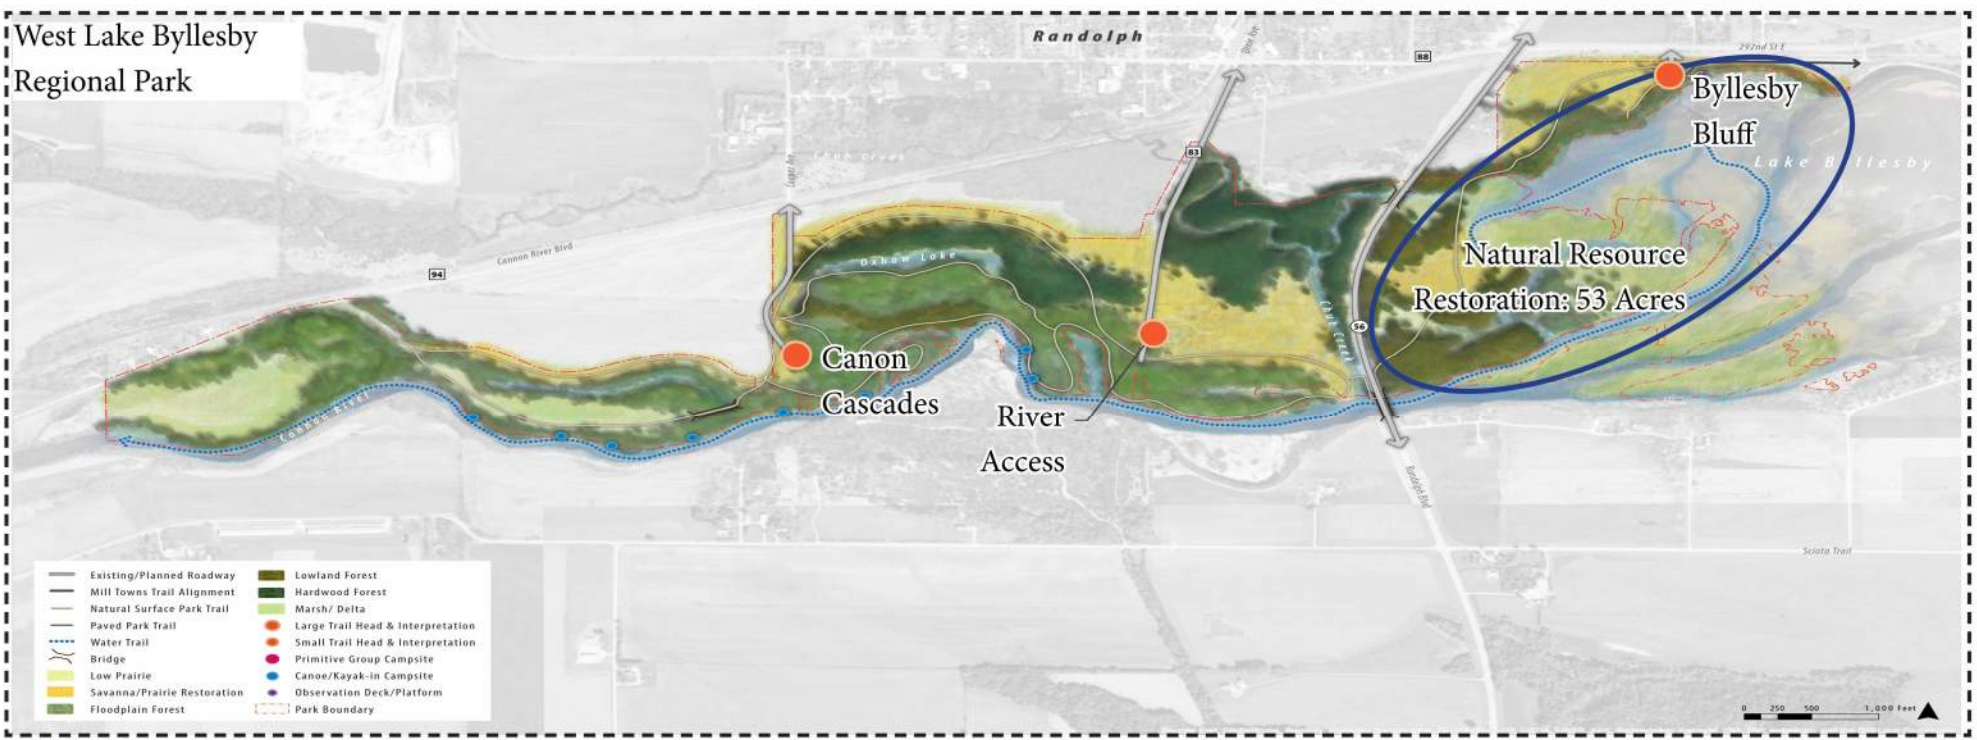 West Lake Byllesby
Regional Park
Randolph
88
292nd St E
Byllesby
Bluff
Lake Byllesby
83
Chub Creek
Cooper Ave
Cannon River Blvd
94
Oxbow Lake
Natural Resource
Restoration: 53 Acres
Chub Creek
56
Canon
Cascades
Cannon River
River
Access
Randolph Blvd
Sciota Trail
Existing/Planned Roadway
Mill Towns Trail Alignment
Natural Surface Park Trail
Paved Park Trail
Water Trail
Bridge
Low Prairie
Savanna/Prairie Restoration
Floodplain Forest
Lowland Forest
Hardwood Forest
Marsh/ Delta
Large Trail Head & Interpretation
Small Trail Head & Interpretation
Primitive Group Campsite
Canoe/Kayak-in Campsite
Observation Deck/Platform
Park Boundary
0 250 500 1,000 Feet